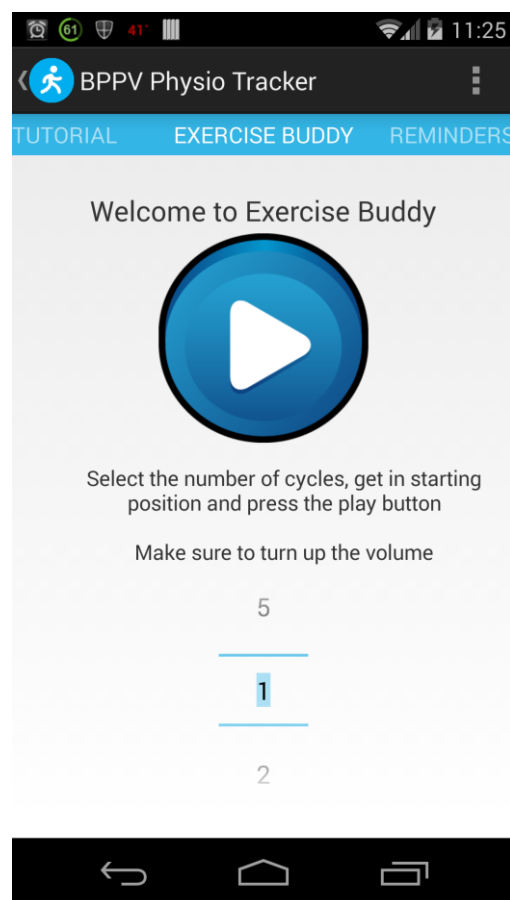 61 41° 11:25
BPPV Physio Tracker
TUTORIAL EXERCISE BUDDY REMINDERS
Welcome to Exercise Buddy
Select the number of cycles, get in starting
position and press the play button
Make sure to turn up the volume
5
1
2